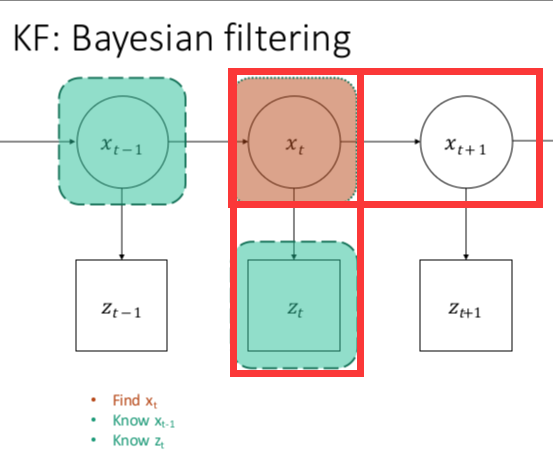 KF: Bayesian filtering
x_{t-1} x_t x_{t+1}
z_{t-1} z_t z_{t+1}
• Find x_t
• Know x_{t-1}
• Know z_t